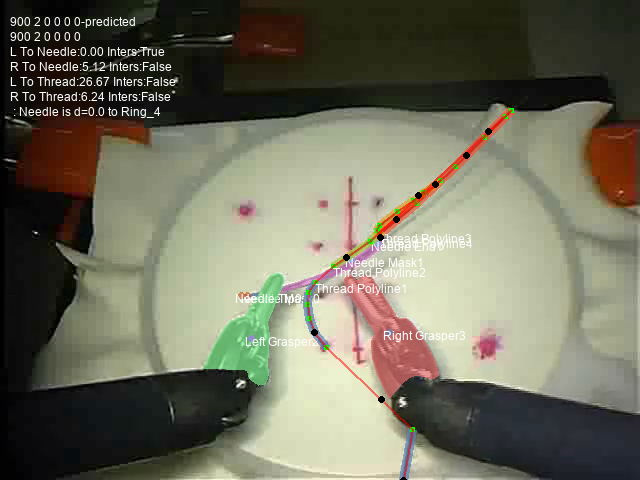 900 2 0 0 0 0-predicted
900 2 0 0 0 0
L To Needle:0.00 Inters:True
R To Needle:5.12 Inters:False
L To Thread:26.67 Inters:False
R To Thread:6.24 Inters:False
: Needle is d=0.0 to Ring_4
Thread Polyline3
Needle Mask1
Thread Polyline2
Thread Polyline1
Left Grasper2
Right Grasper3